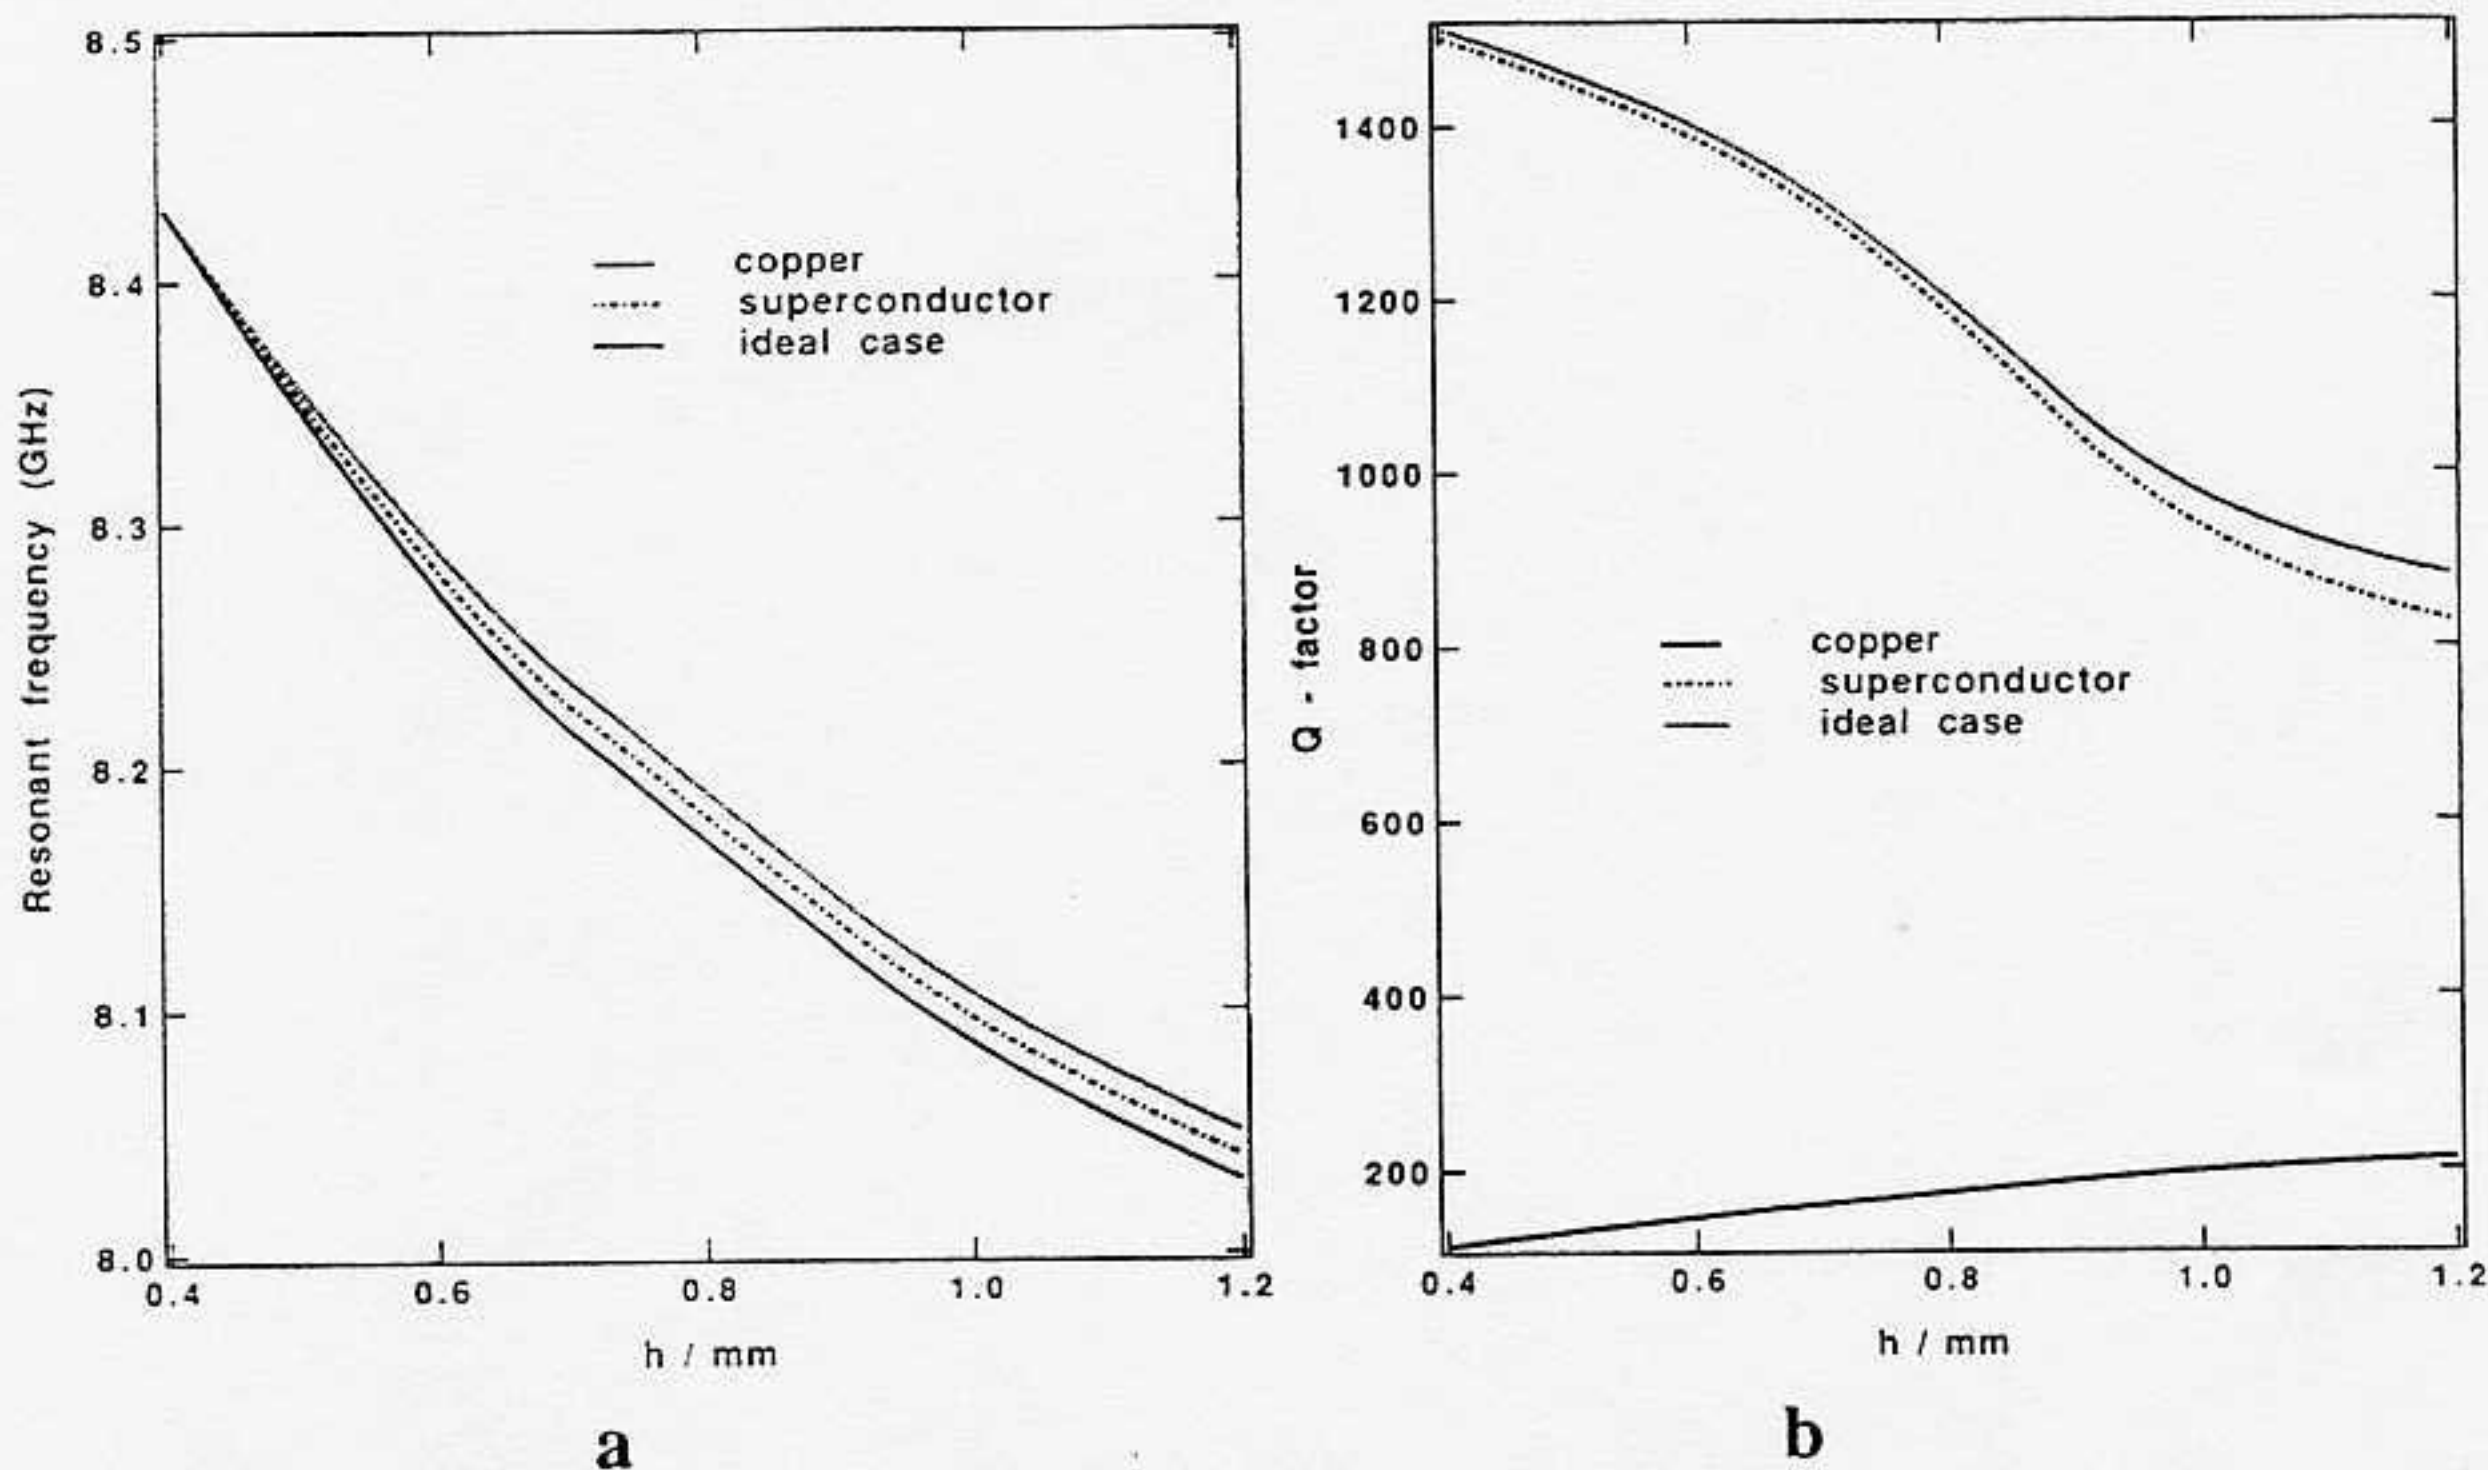 8.5
8.4
8.3
8.2
8.1
8.0
0.4 0.6 0.8 1.0 1.2
Resonant frequency (GHz)
h / mm
copper
superconductor
ideal case
a
1400
1200
1000
800
600
400
200
0.4 0.6 0.8 1.0 1.2
Q - factor
h / mm
copper
superconductor
ideal case
b